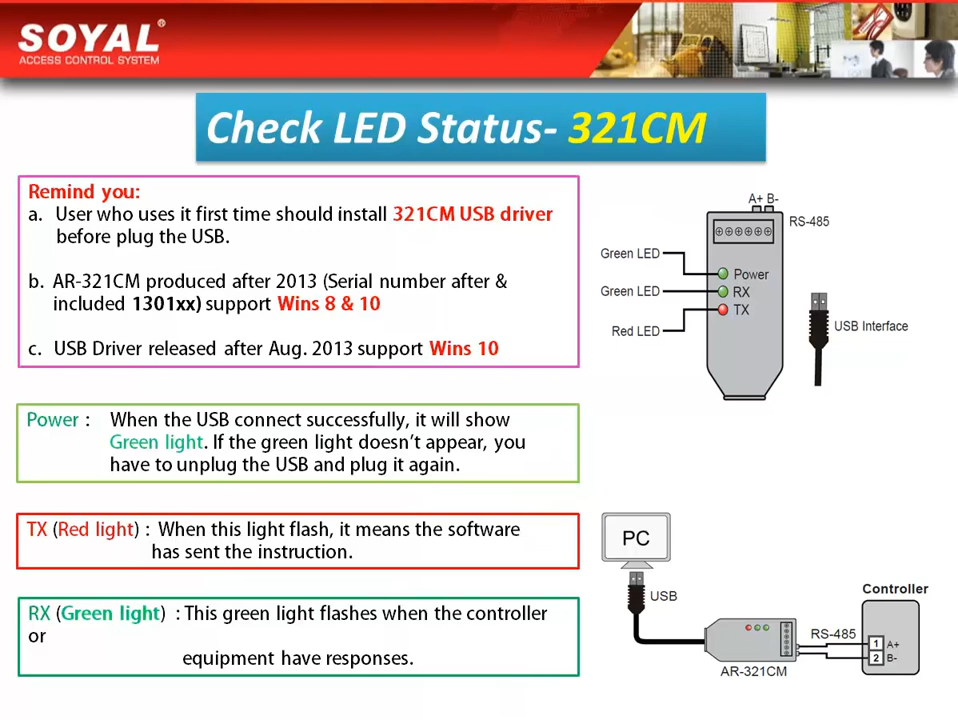 SOYAL®
ACCESS CONTROL SYSTEM
Check LED Status- 321CM
Remind you:
a. User who uses it first time should install 321CM USB driver
before plug the USB.
b. AR-321CM produced after 2013 (Serial number after &
included 1301xx) support Wins 8 & 10
c. USB Driver released after Aug. 2013 support Wins 10
A+ B-
RS-485
Green LED
Power
Green LED
RX
TX
Red LED
USB Interface
Power : When the USB connect successfully, it will show
Green light. If the green light doesn't appear, you
have to unplug the USB and plug it again.
TX (Red light) : When this light flash, it means the software
has sent the instruction.
RX (Green light) : This green light flashes when the controller
or
equipment have responses.
PC
USB
Controller
RS-485
1 A+
2 B-
AR-321CM